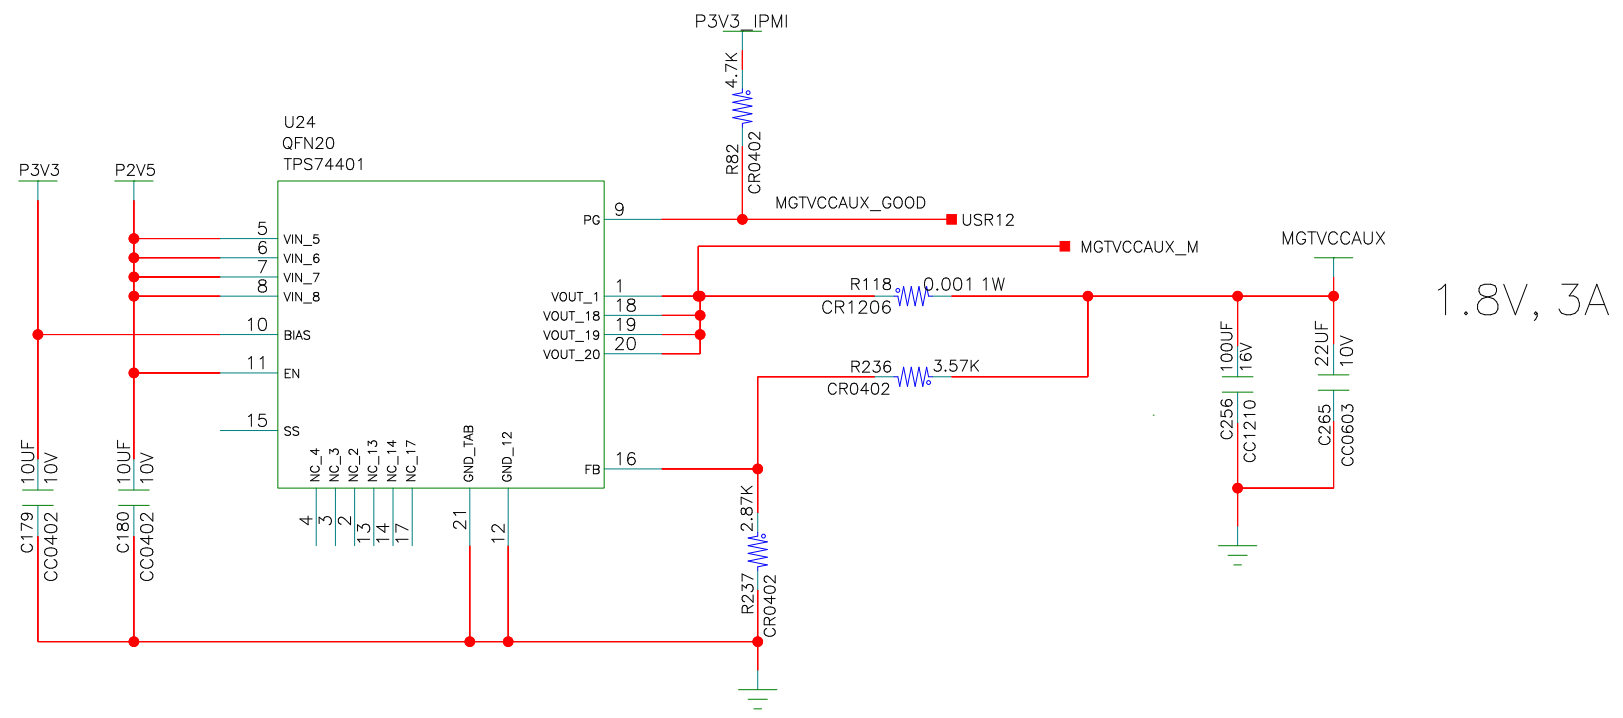 P3V3_IPMI
4.7K
R82
CR0402
U24
QFN20
TPS74401
P3V3
P2V5
MGTVCCAUX_GOOD
USR12
PG
9
5
VIN_5
6
VIN_6
7
VIN_7
8
VIN_8
10
BIAS
11
EN
15
SS
MGTVCCAUX_M
MGTVCCAUX
1.8V, 3A
VOUT_1
1
VOUT_18
18
VOUT_19
19
VOUT_20
20
R118
0.001 1W
CR1206
R236
3.57K
CR0402
FB
16
100UF
16V
C256
CC1210
22UF
10V
C265
CC0603
NC_4
NC_3
NC_2
NC_13
NC_14
NC_17
GND_TAB
GND_12
4
3
2
13
14
17
21
12
10UF
10V
C179
CC0402
10UF
10V
C180
CC0402
2.87K
R237
CR0402